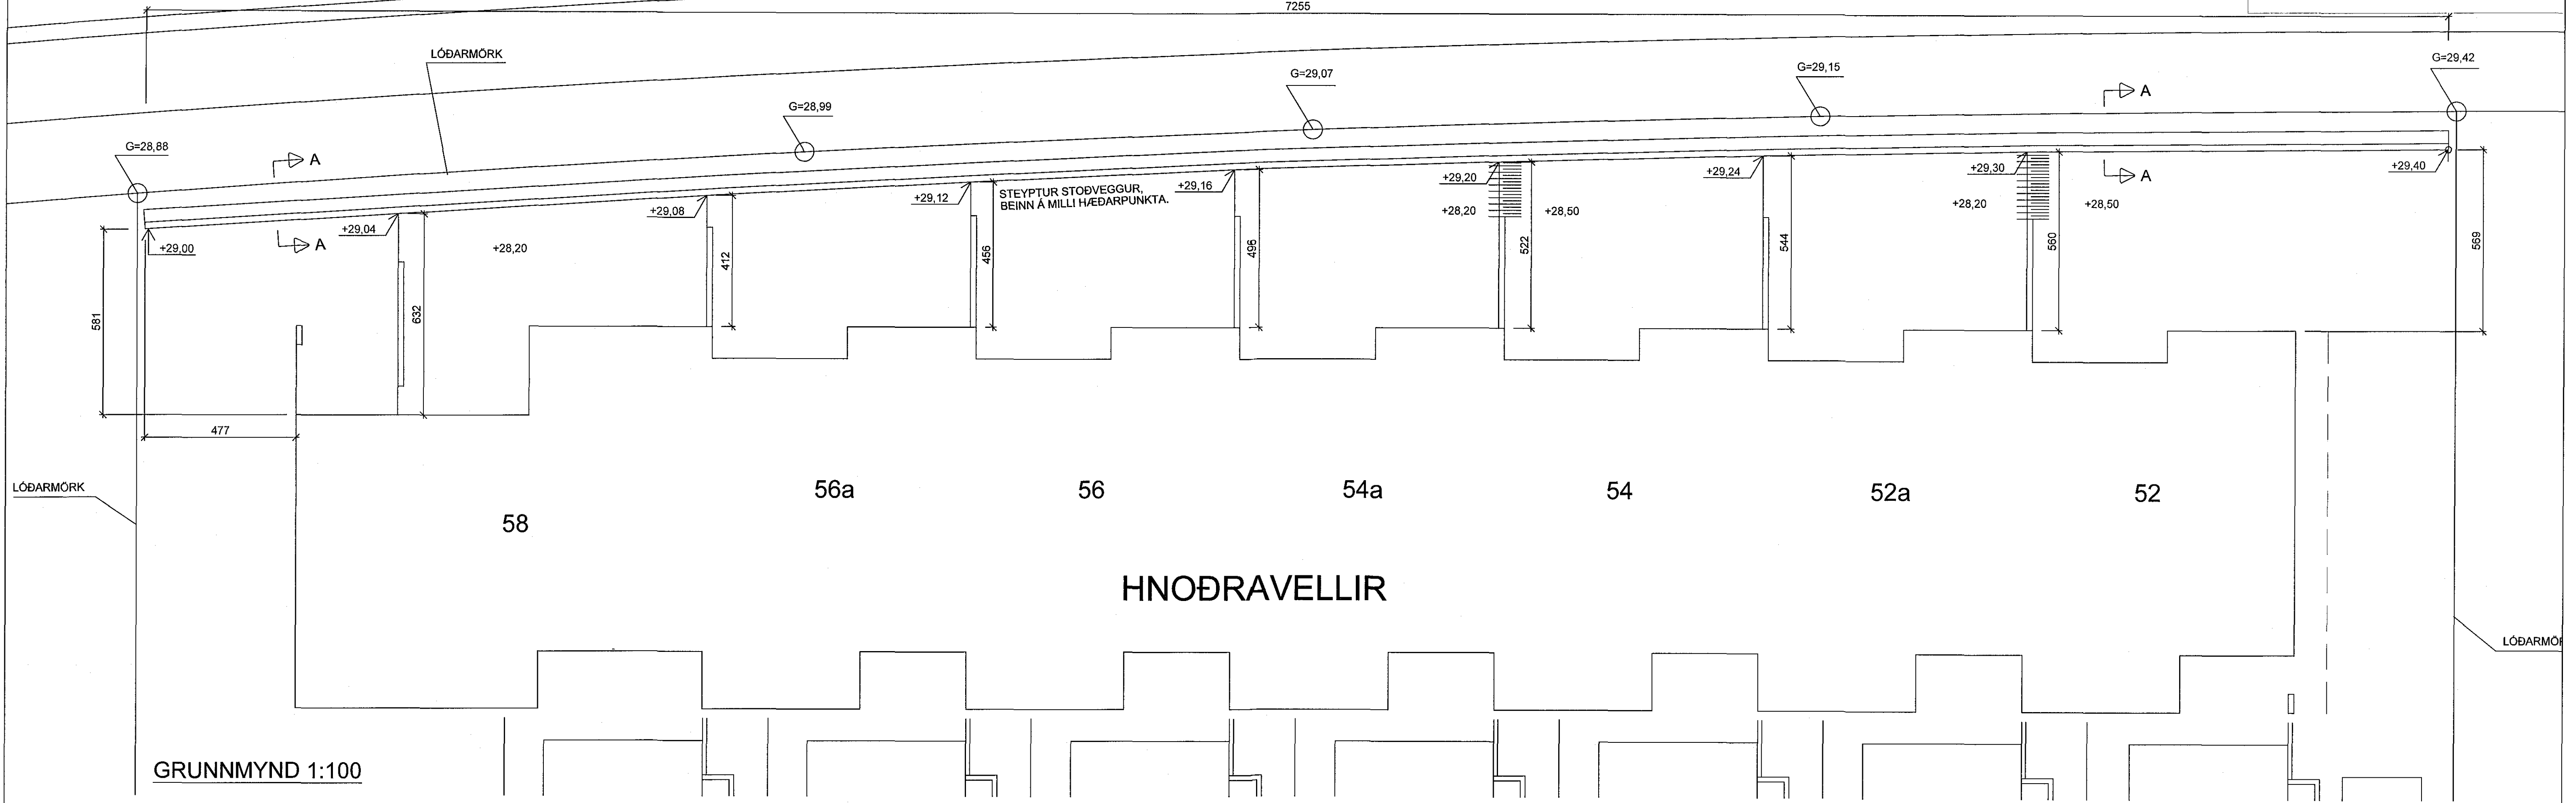 7255
LÓÐARMÖRK
G=29,42
G=29,15
G=29,07
G=28,99
G=28,88
A
A
A
A
+29,00
+29,04
+29,08
+29,12
+29,16
+29,20
+29,24
+29,30
+29,40
STEYPTUR STOÐVEGGUR,
BEINN Á MILLI HÆÐARPUNKTA.
+28,20
+28,20
+28,50
+28,20
+28,50
581
632
412
456
496
522
544
560
569
477
LÓÐARMÖRK
58
56a
56
54a
54
52a
52
HNOÐRAVELLIR
LÓÐARMÖR
GRUNNMYND 1:100